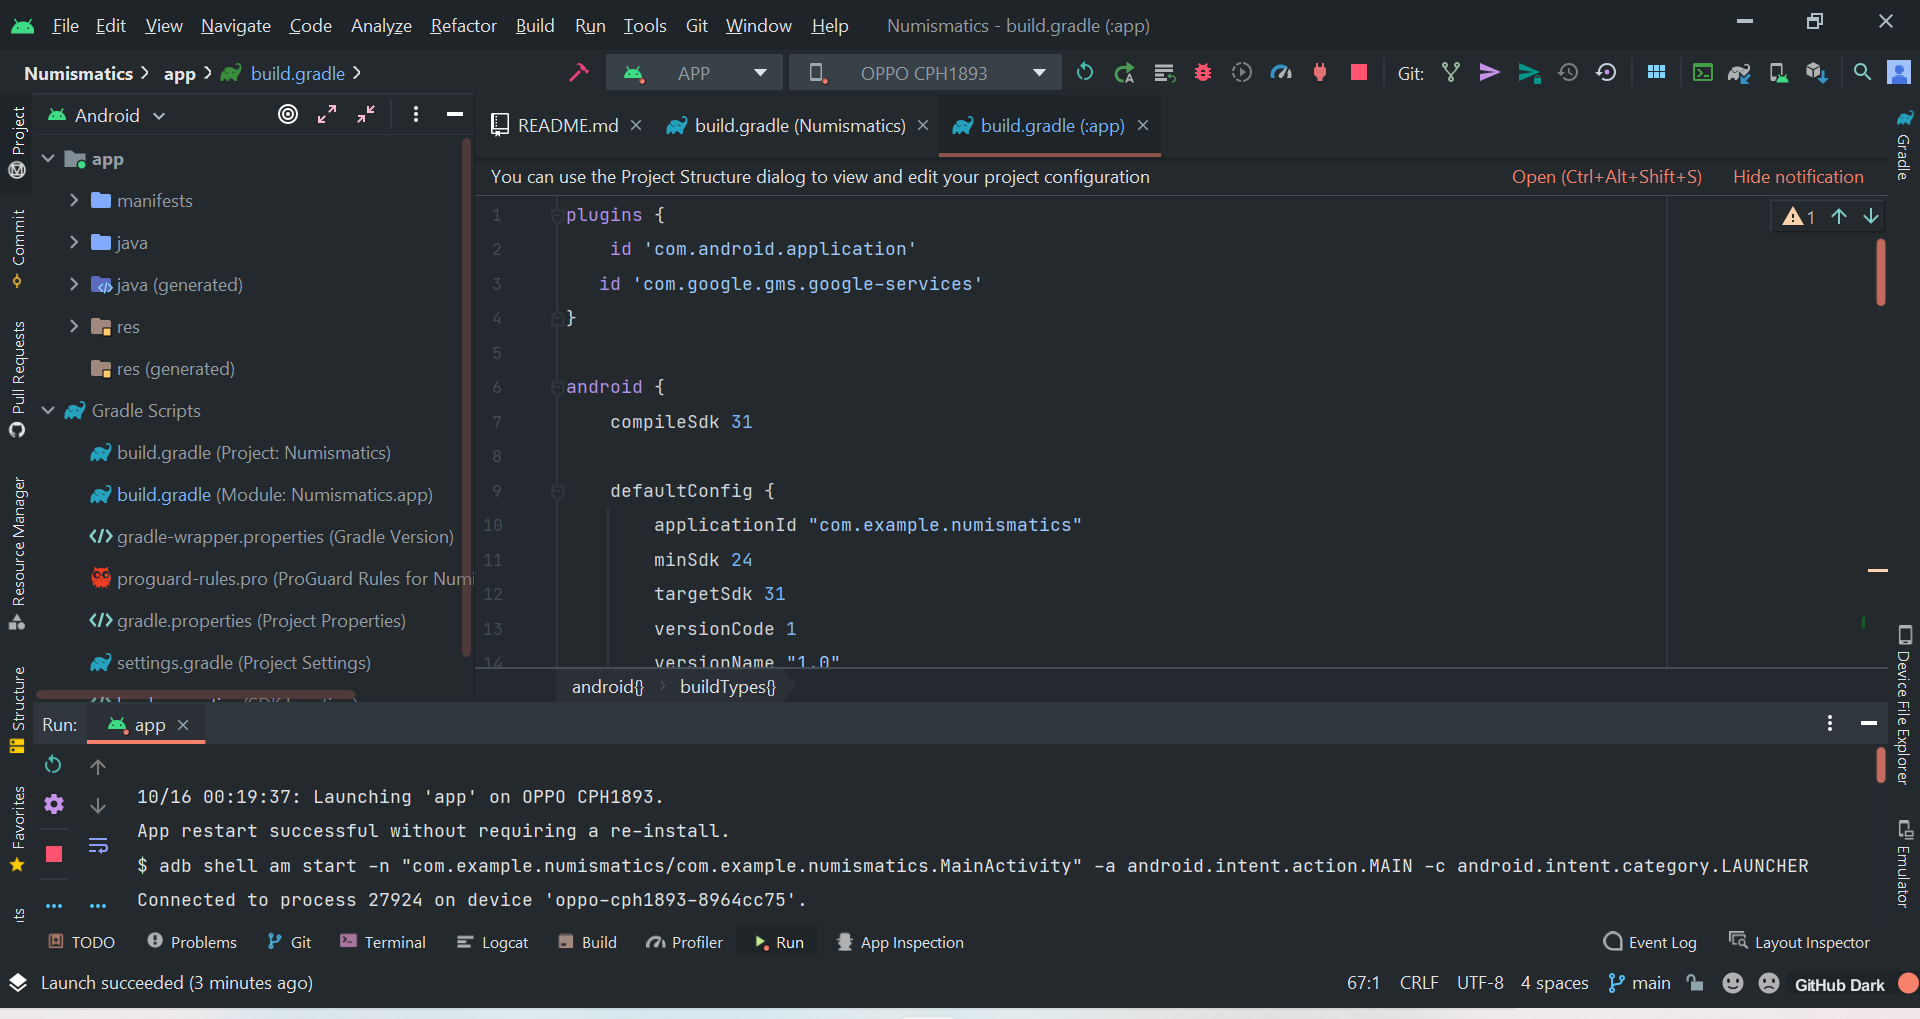 File Edit View Navigate Code Analyze Refactor Build Run Tools Git Window Help Numismatics - build.gradle (:app)
Numismatics app build.gradle APP OPPO CPH1893 Git:
Project
Commit
Pull Requests
Resource Manager
Structure
Favorites
Android
app
manifests
java
java (generated)
res
res (generated)
Gradle Scripts
build.gradle (Project: Numismatics)
build.gradle (Module: Numismatics.app)
gradle-wrapper.properties (Gradle Version)
proguard-rules.pro (ProGuard Rules for Numi
gradle.properties (Project Properties)
settings.gradle (Project Settings)
README.md build.gradle (Numismatics) build.gradle (:app)
You can use the Project Structure dialog to view and edit your project configuration Open (Ctrl+Alt+Shift+S) Hide notification
1
1 plugins {
2 id 'com.android.application'
3 id 'com.google.gms.google-services'
4 }
5
6 android {
7 compileSdk 31
8
9 defaultConfig {
10 applicationId "com.example.numismatics"
11 minSdk 24
12 targetSdk 31
13 versionCode 1
14 versionName "1.0"
android{} buildTypes{}
Gradle
Device File Explorer
Emulator
Run: app
10/16 00:19:37: Launching 'app' on OPPO CPH1893.
App restart successful without requiring a re-install.
$ adb shell am start -n "com.example.numismatics/com.example.numismatics.MainActivity" -a android.intent.action.MAIN -c android.intent.category.LAUNCHER
Connected to process 27924 on device 'oppo-cph1893-8964cc75'.
TODO Problems Git Terminal Logcat Build Profiler Run App Inspection Event Log Layout Inspector
Launch succeeded (3 minutes ago) 67:1 CRLF UTF-8 4 spaces main GitHub Dark